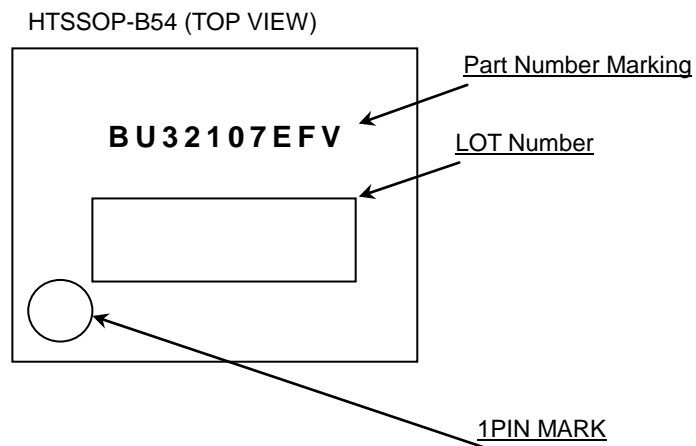 HTSSOP-B54 (TOP VIEW)
Part Number Marking
BU32107EFV
LOT Number
1PIN MARK